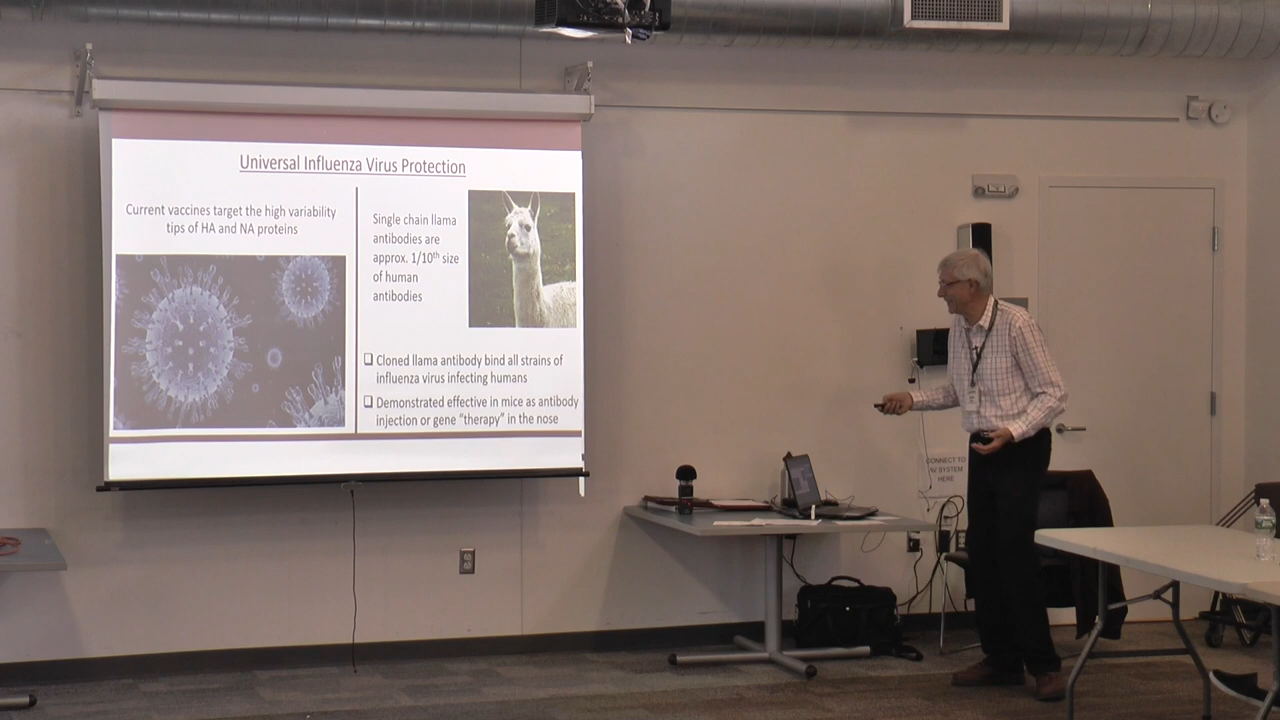 Universal Influenza Virus Protection
Current vaccines target the high variability
tips of HA and NA proteins
Single chain llama
antibodies are
approx. 1/10th size
of human
antibodies
❑ Cloned llama antibody bind all strains of
influenza virus infecting humans
❑ Demonstrated effective in mice as antibody
injection or gene “therapy” in the nose
CONNECT TO
AV SYSTEM
HERE